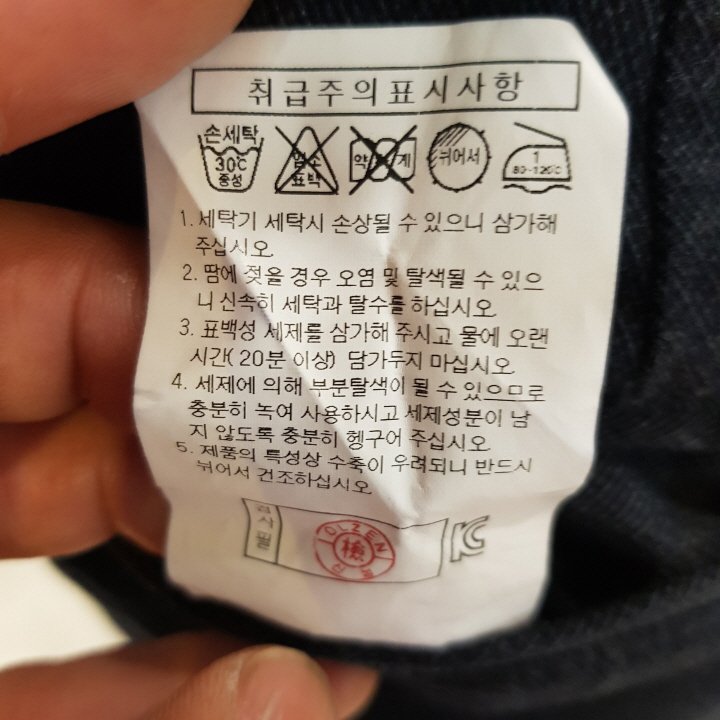 취급주의표시사항
손세탁
30℃
중성
염소
표백
약하게
뉘어서
1
80~120℃
1. 세탁기 세탁시 손상될 수 있으니 삼가해
주십시오.
2. 땀에 젖을 경우 오염 및 탈색될 수 있으
니 신속히 세탁과 탈수를 하십시오.
3. 표백성 세제를 삼가해 주시고 물에 오랜
시간(20분 이상) 담가두지 마십시오.
4. 세제에 의해 부분탈색이 될 수 있으므로
충분히 녹여 사용하시고 세제성분이 남
지 않도록 충분히 헹구어 주십시오.
5. 제품의 특성상 수축이 우려되니 반드시
뉘어서 건조하십시오.
검사필
OLZEN
檢
KC